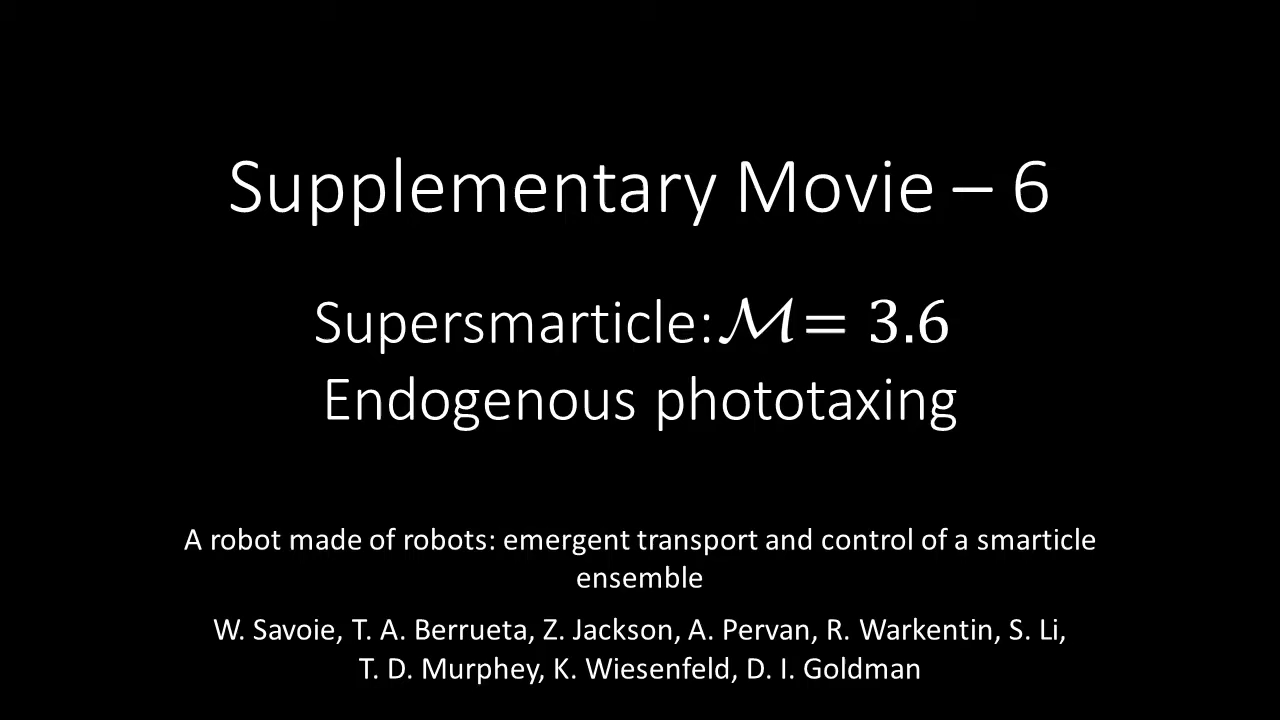 Supplementary Movie – 6
Supersmarticle: ℳ = 3.6
Endogenous phototaxing
A robot made of robots: emergent transport and control of a smarticle
ensemble
W. Savoie, T. A. Berrueta, Z. Jackson, A. Pervan, R. Warkentin, S. Li,
T. D. Murphey, K. Wiesenfeld, D. I. Goldman